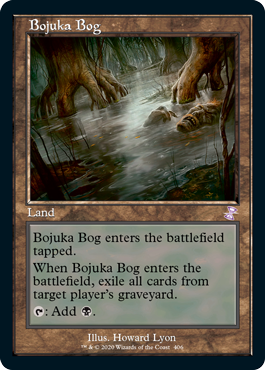 Bojuka Bog
Land
Bojuka Bog enters the battlefield
tapped.
When Bojuka Bog enters the
battlefield, exile all cards from
target player's graveyard.
: Add .
Illus. Howard Lyon
™ & © 2020 Wizards of the Coast 406